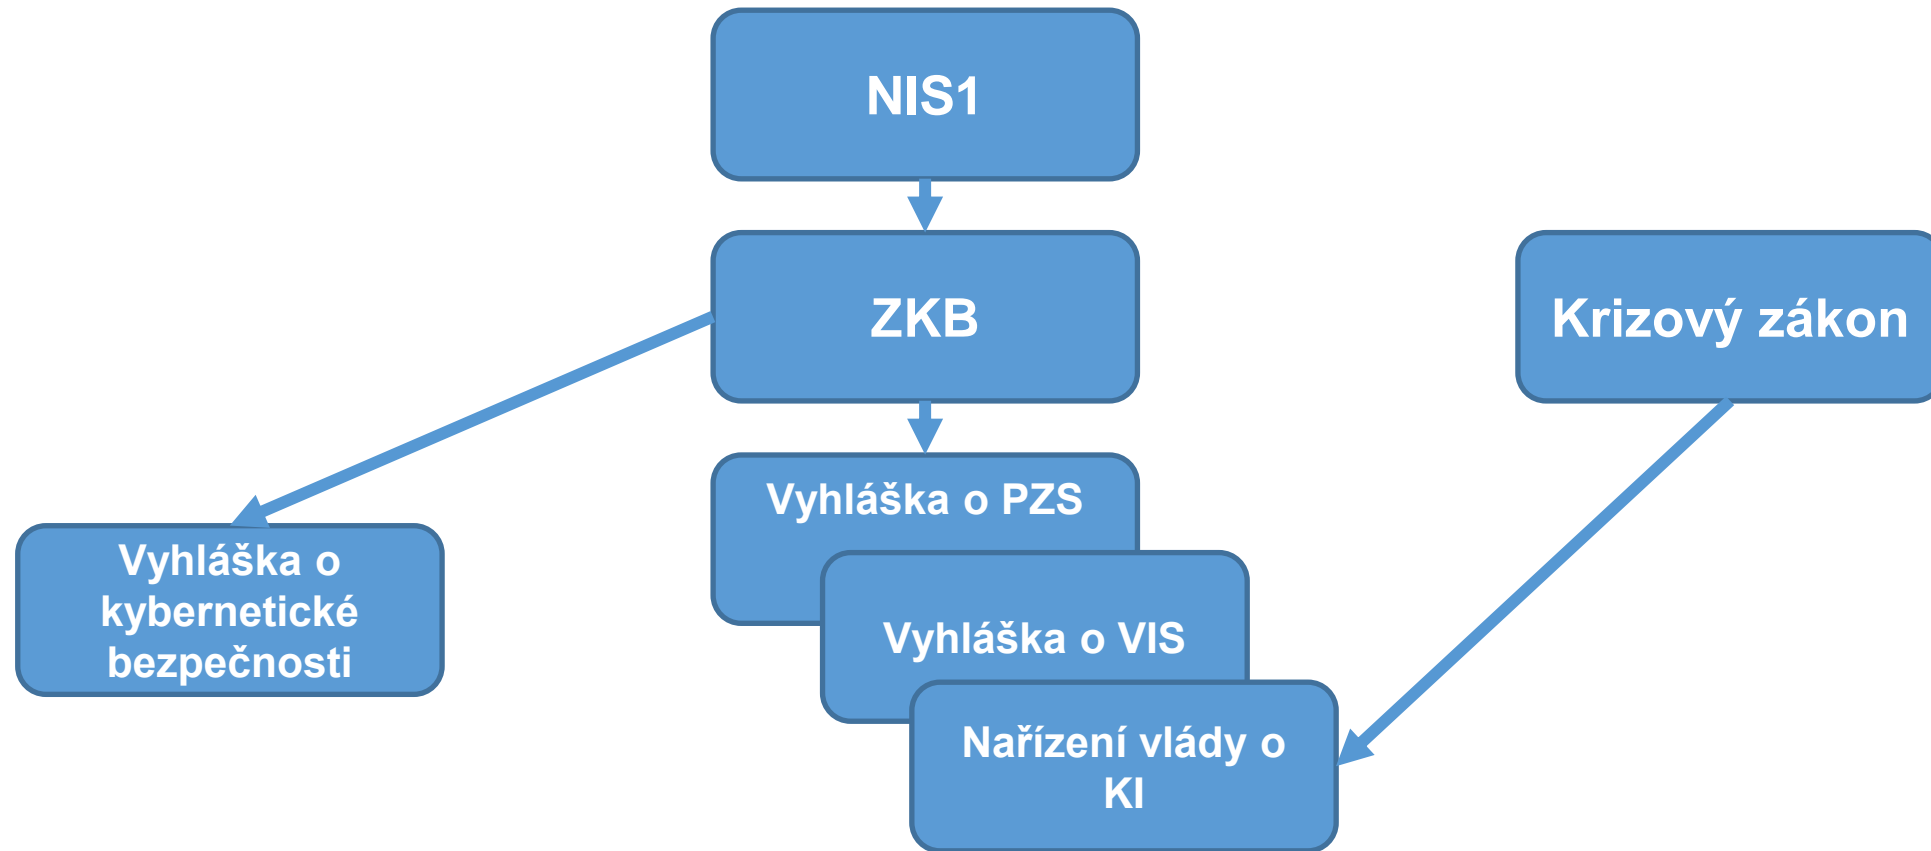 NIS1
ZKB
Krizový zákon
Vyhláška o PZS
Vyhláška o
kybernetické
bezpečnosti
Vyhláška o VIS
Nařízení vlády o
KI